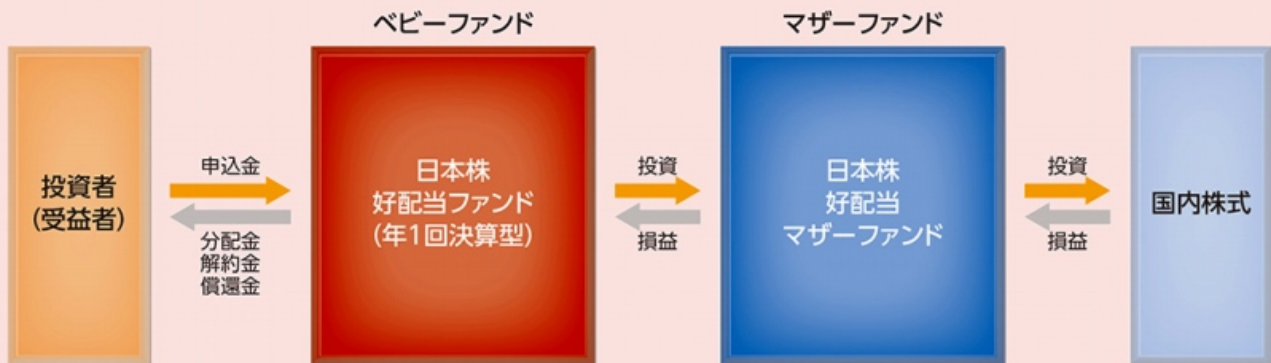 ベビーファンド
マザーファンド
投資者
(受益者)
申込金
分配金
解約金
償還金
日本株
好配当ファンド
(年1回決算型)
投資
損益
日本株
好配当
マザーファンド
投資
損益
国内株式